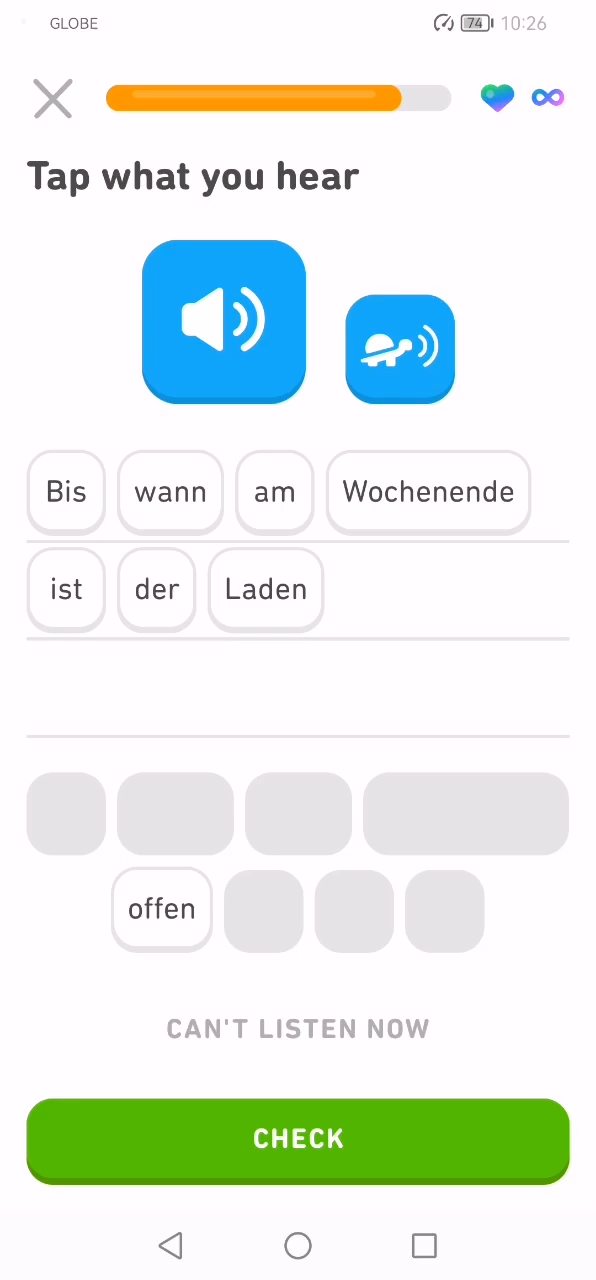 GLOBE 74 10:26
Tap what you hear
Bis wann am Wochenende
ist der Laden
offen
CAN'T LISTEN NOW
CHECK